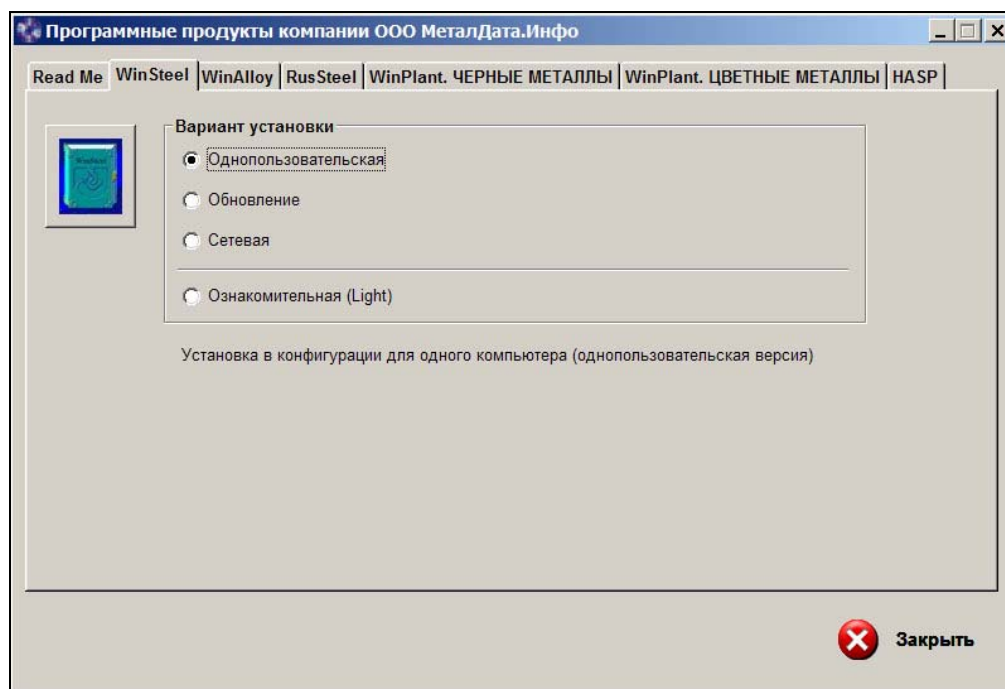 Программные продукты компании ООО МеталДата.Инфо
Read Me WinSteel WinAlloy RusSteel WinPlant. ЧЕРНЫЕ МЕТАЛЛЫ WinPlant. ЦВЕТНЫЕ МЕТАЛЛЫ HASP
Вариант установки
Однопользовательская
Обновление
Сетевая
Ознакомительная (Light)
Установка в конфигурации для одного компьютера (однопользовательская версия)
Закрыть